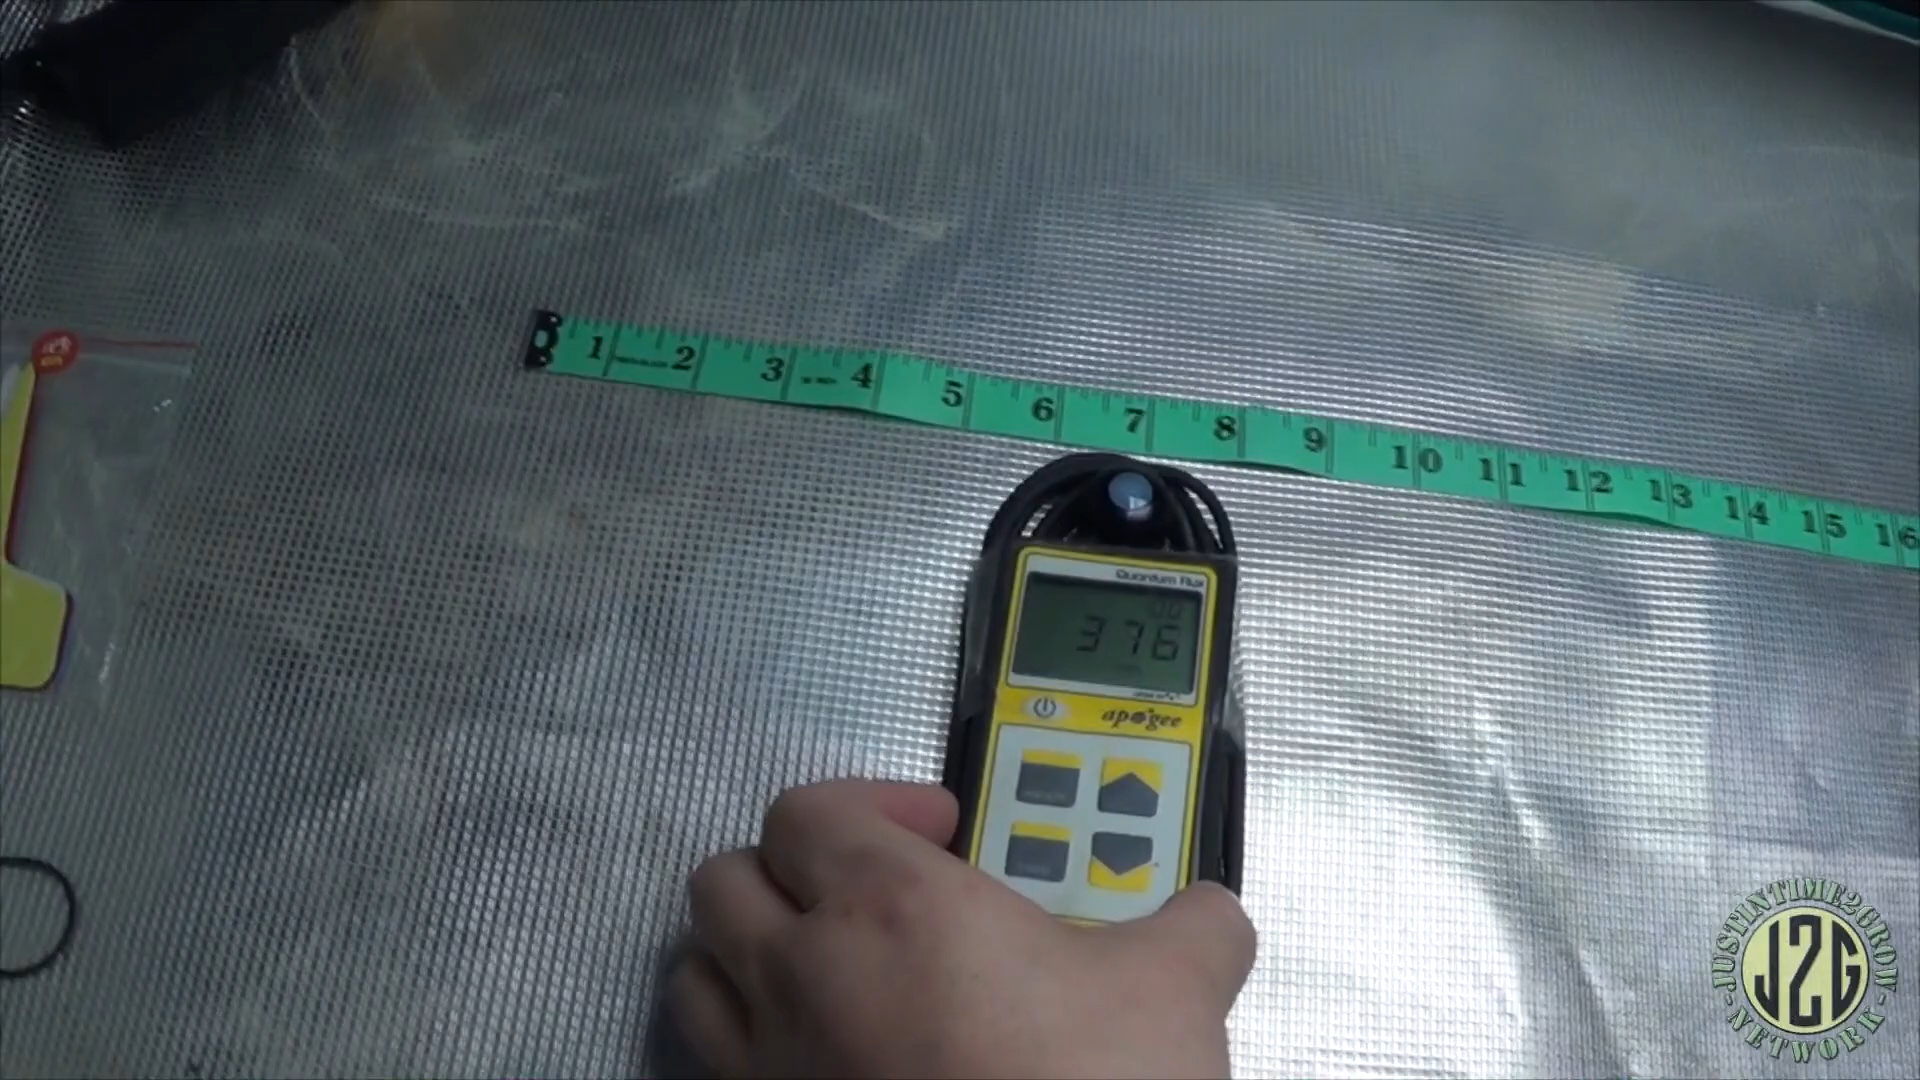 1 2 3 4 5 6 7 8 9 10 11 12 13 14 15 16
Quantum Flux
376
apogee
JUSTINTIME2GROW
J2G
NETWORK